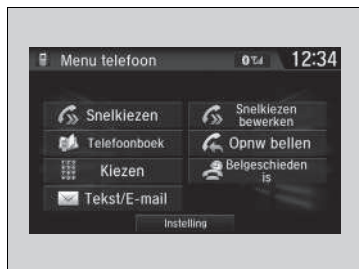 Menu telefoon
12:34
Snelkiezen
Snelkiezen
bewerken
Telefoonboek
Opnw bellen
Kiezen
Belgeschieden
is
Tekst/E-mail
Instelling